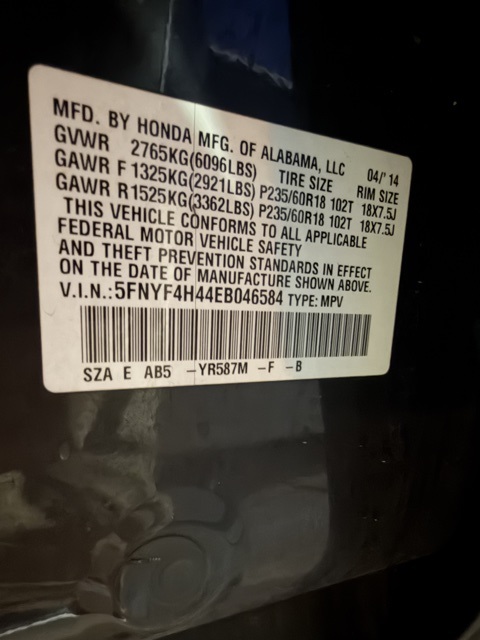 MFD. BY HONDA MFG. OF ALABAMA, LLC 04/'14
GVWR 2765KG(6096LBS) TIRE SIZE RIM SIZE
GAWR F 1325KG(2921LBS) P235/60R18 102T 18X7.5J
GAWR R1525KG(3362LBS) P235/60R18 102T 18X7.5J
THIS VEHICLE CONFORMS TO ALL APPLICABLE
FEDERAL MOTOR VEHICLE SAFETY
AND THEFT PREVENTION STANDARDS IN EFFECT
ON THE DATE OF MANUFACTURE SHOWN ABOVE.
V.I.N.:5FNYF4H44EB046584 TYPE: MPV
SZA E AB5 -YR587M -F -B